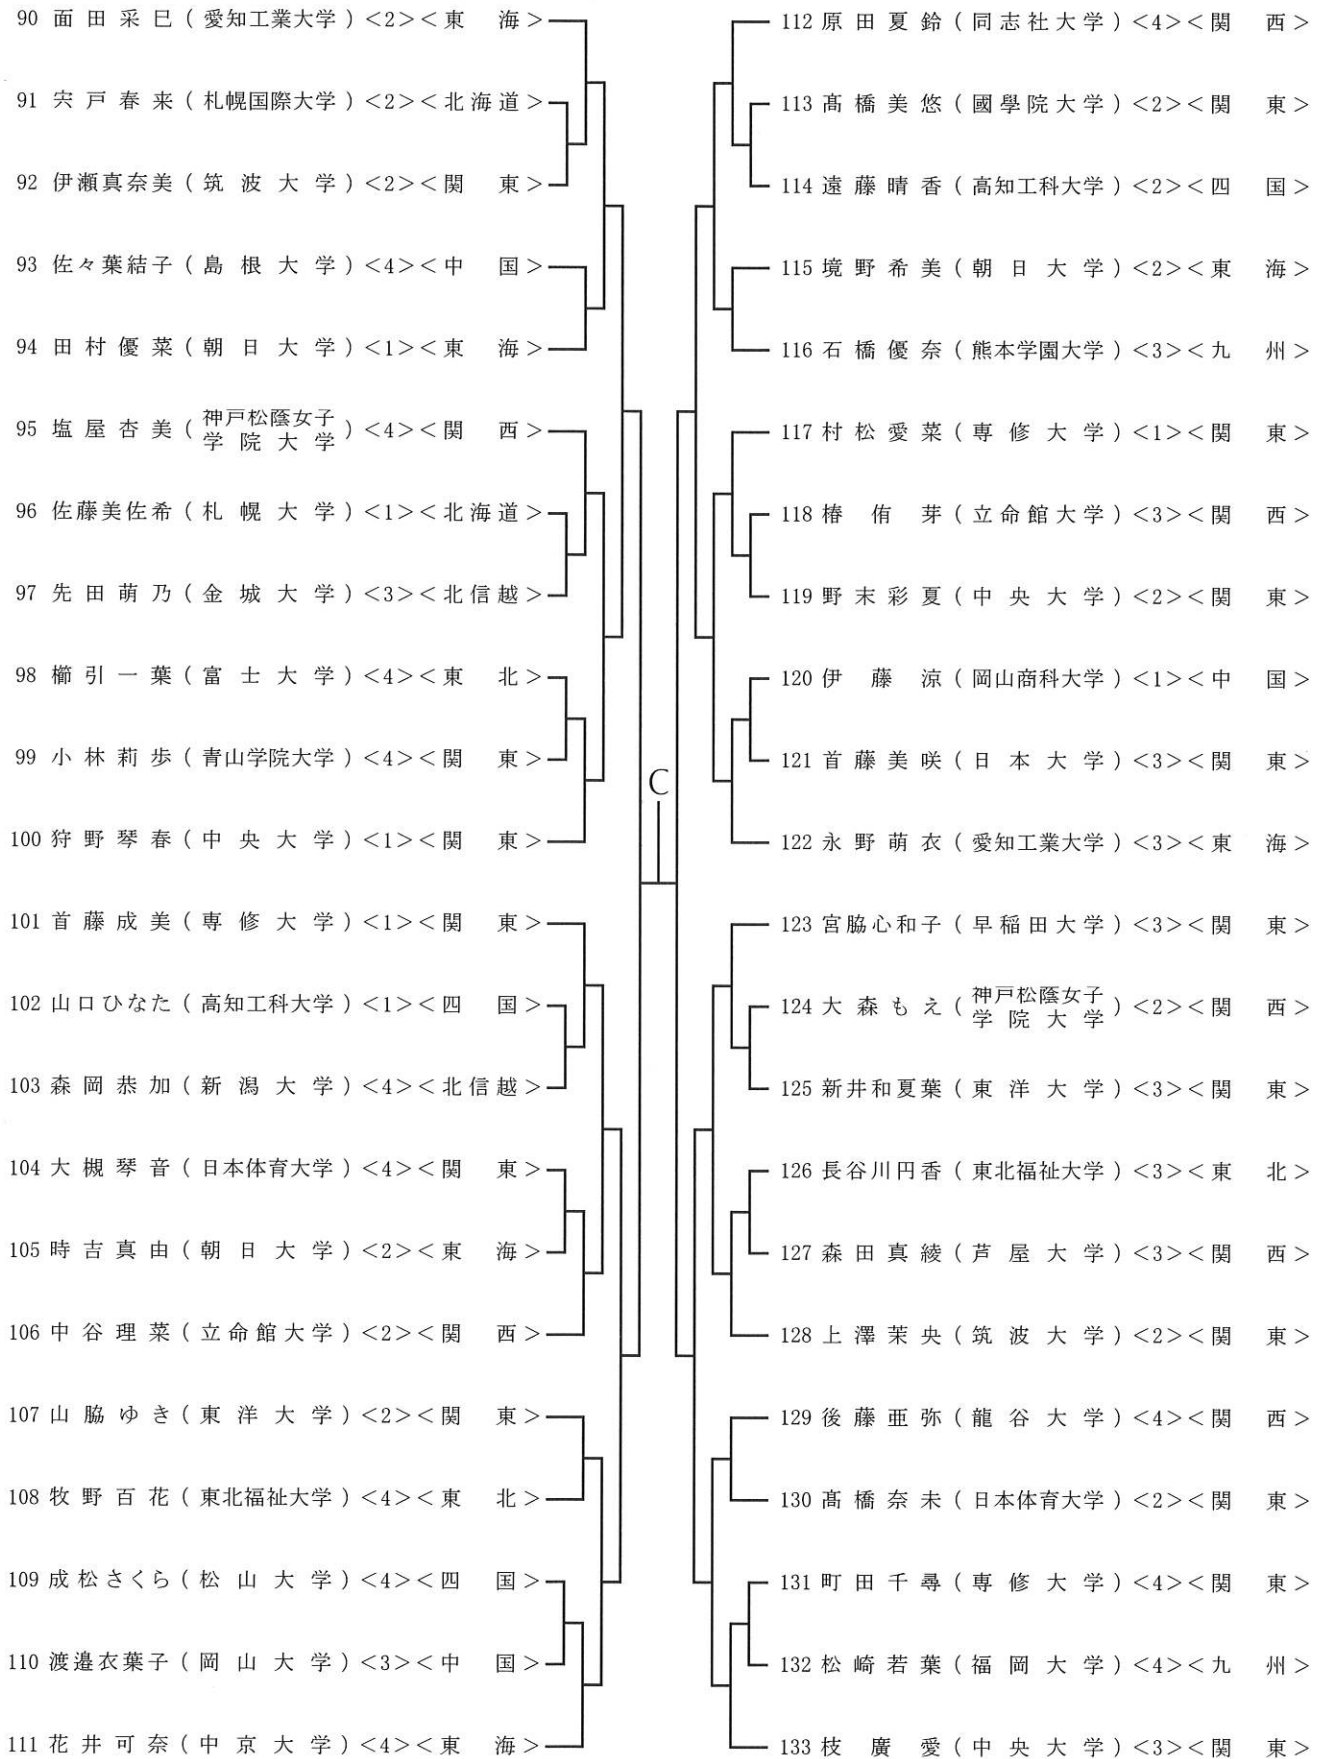 90 面田采巳(愛知工業大学)<2><東海>
91 宍戸春来(札幌国際大学)<2><北海道>
92 伊瀬真奈美(筑波大学)<2><関東>
93 佐々葉結子(島根大学)<4><中国>
94 田村優菜(朝日大学)<1><東海>
95 塩屋杏美(神戸松蔭女子
学院大学)<4><関西>
96 佐藤美佐希(札幌大学)<1><北海道>
97 先田萌乃(金城大学)<3><北信越>
98 櫛引一葉(富士大学)<4><東北>
99 小林莉歩(青山学院大学)<4><関東>
100 狩野琴春(中央大学)<1><関東>
101 首藤成美(専修大学)<1><関東>
102 山口ひなた(高知工科大学)<1><四国>
103 森岡恭加(新潟大学)<4><北信越>
104 大槻琴音(日本体育大学)<4><関東>
105 時吉真由(朝日大学)<2><東海>
106 中谷理菜(立命館大学)<2><関西>
107 山脇ゆき(東洋大学)<2><関東>
108 牧野百花(東北福祉大学)<4><東北>
109 成松さくら(松山大学)<4><四国>
110 渡邉衣葉子(岡山大学)<3><中国>
111 花井可奈(中京大学)<4><東海>
C
112 原田夏鈴(同志社大学)<4><関西>
113 髙橋美悠(國學院大学)<2><関東>
114 遠藤晴香(高知工科大学)<2><四国>
115 境野希美(朝日大学)<2><東海>
116 石橋優奈(熊本学園大学)<3><九州>
117 村松愛菜(専修大学)<1><関東>
118 椿侑芽(立命館大学)<3><関西>
119 野末彩夏(中央大学)<2><関東>
120 伊藤涼(岡山商科大学)<1><中国>
121 首藤美咲(日本大学)<3><関東>
122 永野萌衣(愛知工業大学)<3><東海>
123 宮脇心和子(早稲田大学)<3><関東>
124 大森もえ(神戸松蔭女子
学院大学)<2><関西>
125 新井和夏葉(東洋大学)<3><関東>
126 長谷川円香(東北福祉大学)<3><東北>
127 森田真綾(芦屋大学)<3><関西>
128 上澤茉央(筑波大学)<2><関東>
129 後藤亜弥(龍谷大学)<4><関西>
130 髙橋奈未(日本体育大学)<2><関東>
131 町田千尋(専修大学)<4><関東>
132 松崎若葉(福岡大学)<4><九州>
133 枝廣愛(中央大学)<3><関東>